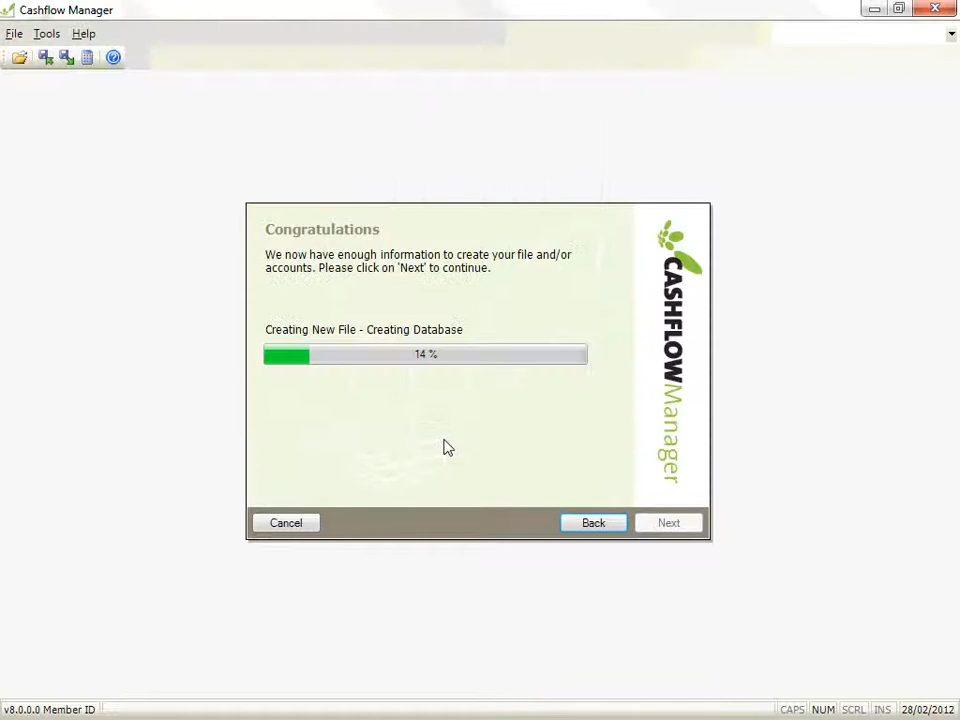 Cashflow Manager
File Tools Help
Congratulations
We now have enough information to create your file and/or
accounts. Please click on 'Next' to continue.
Creating New File - Creating Database
14 %
CASHFLOW Manager
Cancel Back Next
v8.0.0.0 Member ID CAPS NUM SCRL INS 28/02/2012